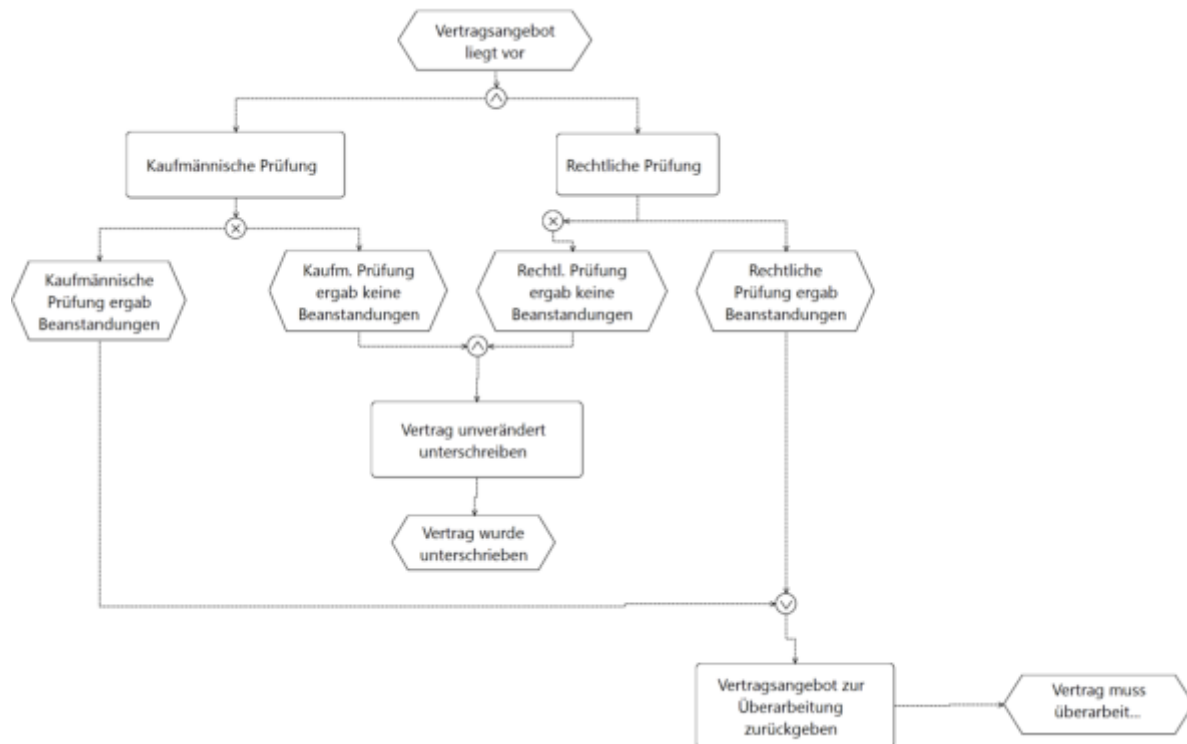 Vertragsangebot
liegt vor
Kaufmännische Prüfung
Rechtliche Prüfung
Kaufmännische
Prüfung ergab
Beanstandungen
Kaufm. Prüfung
ergab keine
Beanstandungen
Rechtl. Prüfung
ergab keine
Beanstandungen
Rechtliche
Prüfung ergab
Beanstandungen
Vertrag unverändert
unterschreiben
Vertrag wurde
unterschrieben
Vertragsangebot zur
Überarbeitung
zurückgeben
Vertrag muss
überarbeit...